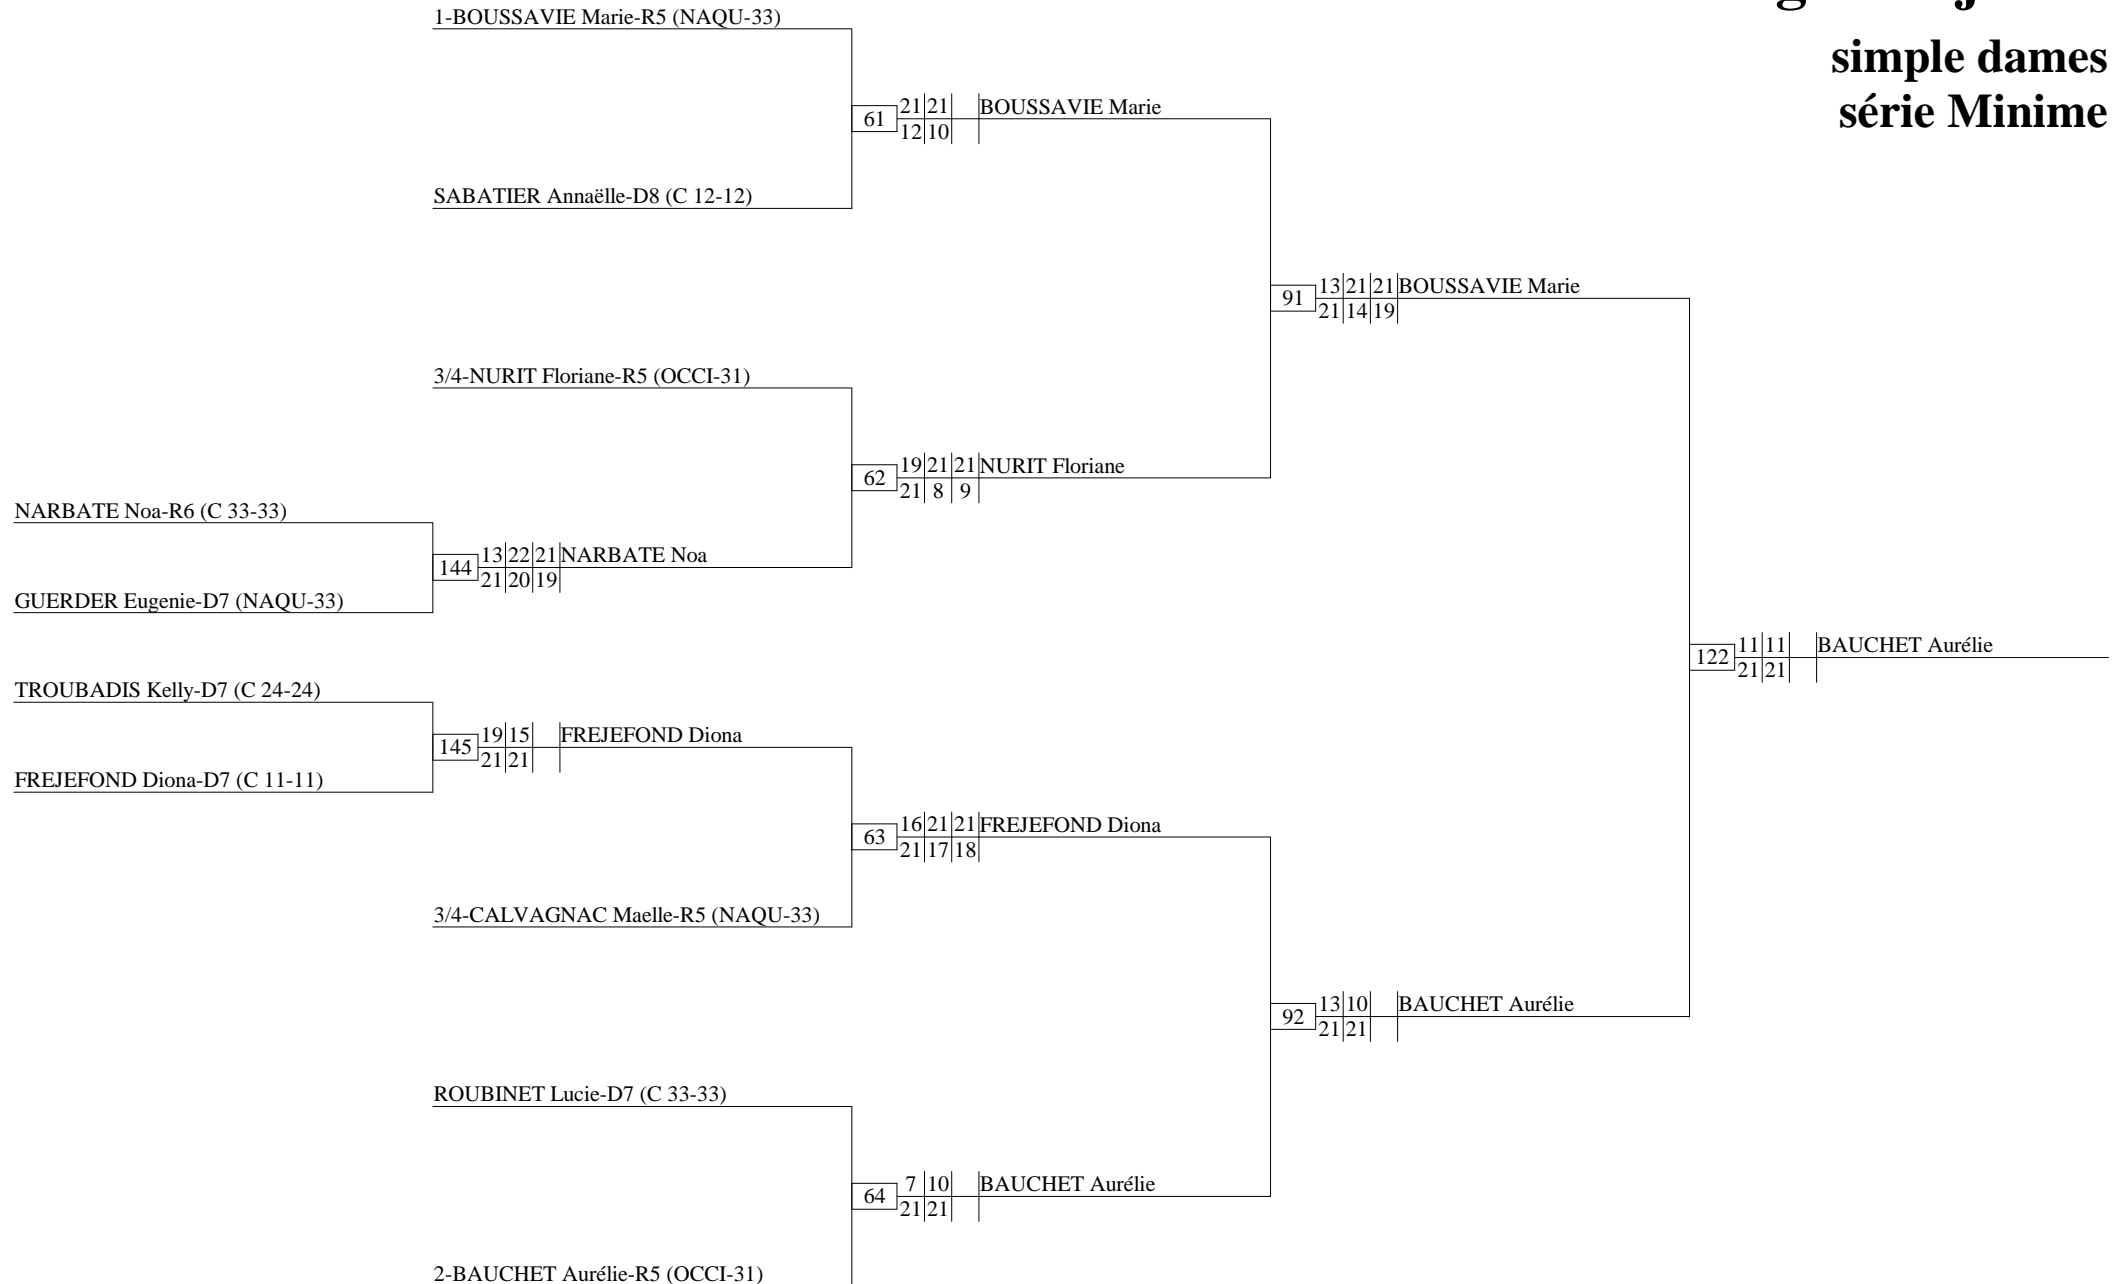 simple dames
série Minime
1-BOUSSAVIE Marie-R5 (NAQU-33)
61
21 21
12 10
BOUSSAVIE Marie
SABATIER Annaëlle-D8 (C 12-12)
91
13 21 21
21 14 19
BOUSSAVIE Marie
3/4-NURIT Floriane-R5 (OCCI-31)
62
19 21 21
21 8 9
NURIT Floriane
NARBATE Noa-R6 (C 33-33)
144
13 22 21
21 20 19
NARBATE Noa
GUERDER Eugenie-D7 (NAQU-33)
122
11 11
21 21
BAUCHET Aurélie
TROUBADIS Kelly-D7 (C 24-24)
145
19 15
21 21
FREJEFOND Diona
FREJEFOND Diona-D7 (C 11-11)
63
16 21 21
21 17 18
FREJEFOND Diona
3/4-CALVAGNAC Maelle-R5 (NAQU-33)
92
13 10
21 21
BAUCHET Aurélie
ROUBINET Lucie-D7 (C 33-33)
64
7 10
21 21
BAUCHET Aurélie
2-BAUCHET Aurélie-R5 (OCCI-31)